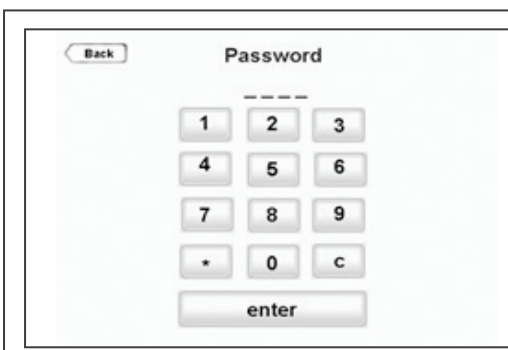 Back
Password
_ _ _ _
1 2 3
4 5 6
7 8 9
* 0 C
enter